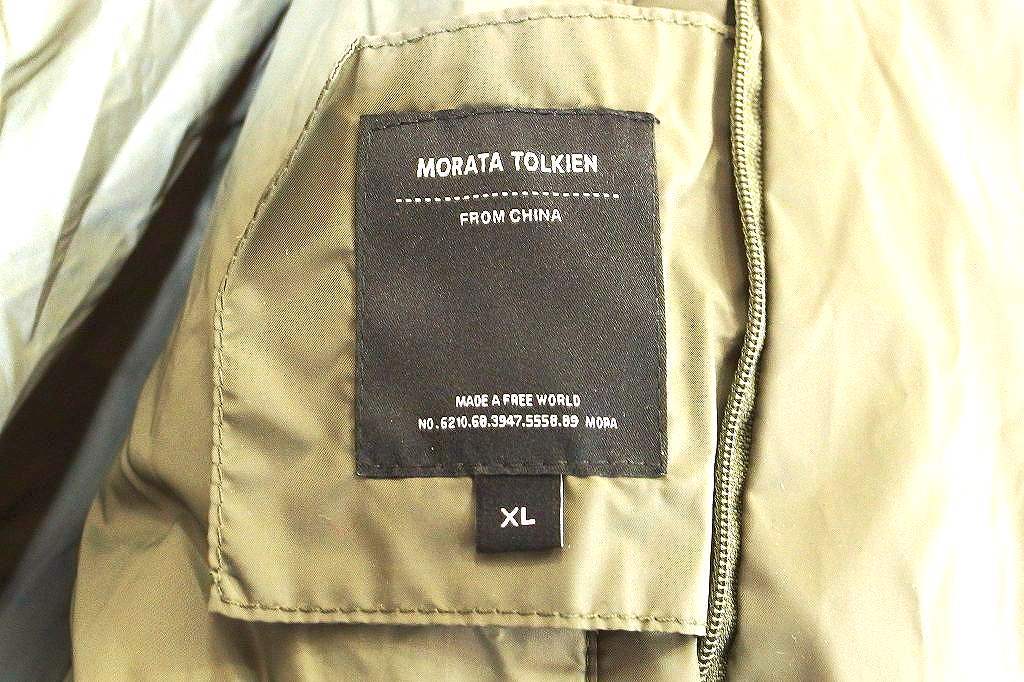 MORATA TOLKIEN
FROM CHINA
MADE A FREE WORLD
NO.6210.68.3947.5558.89 MORA
XL